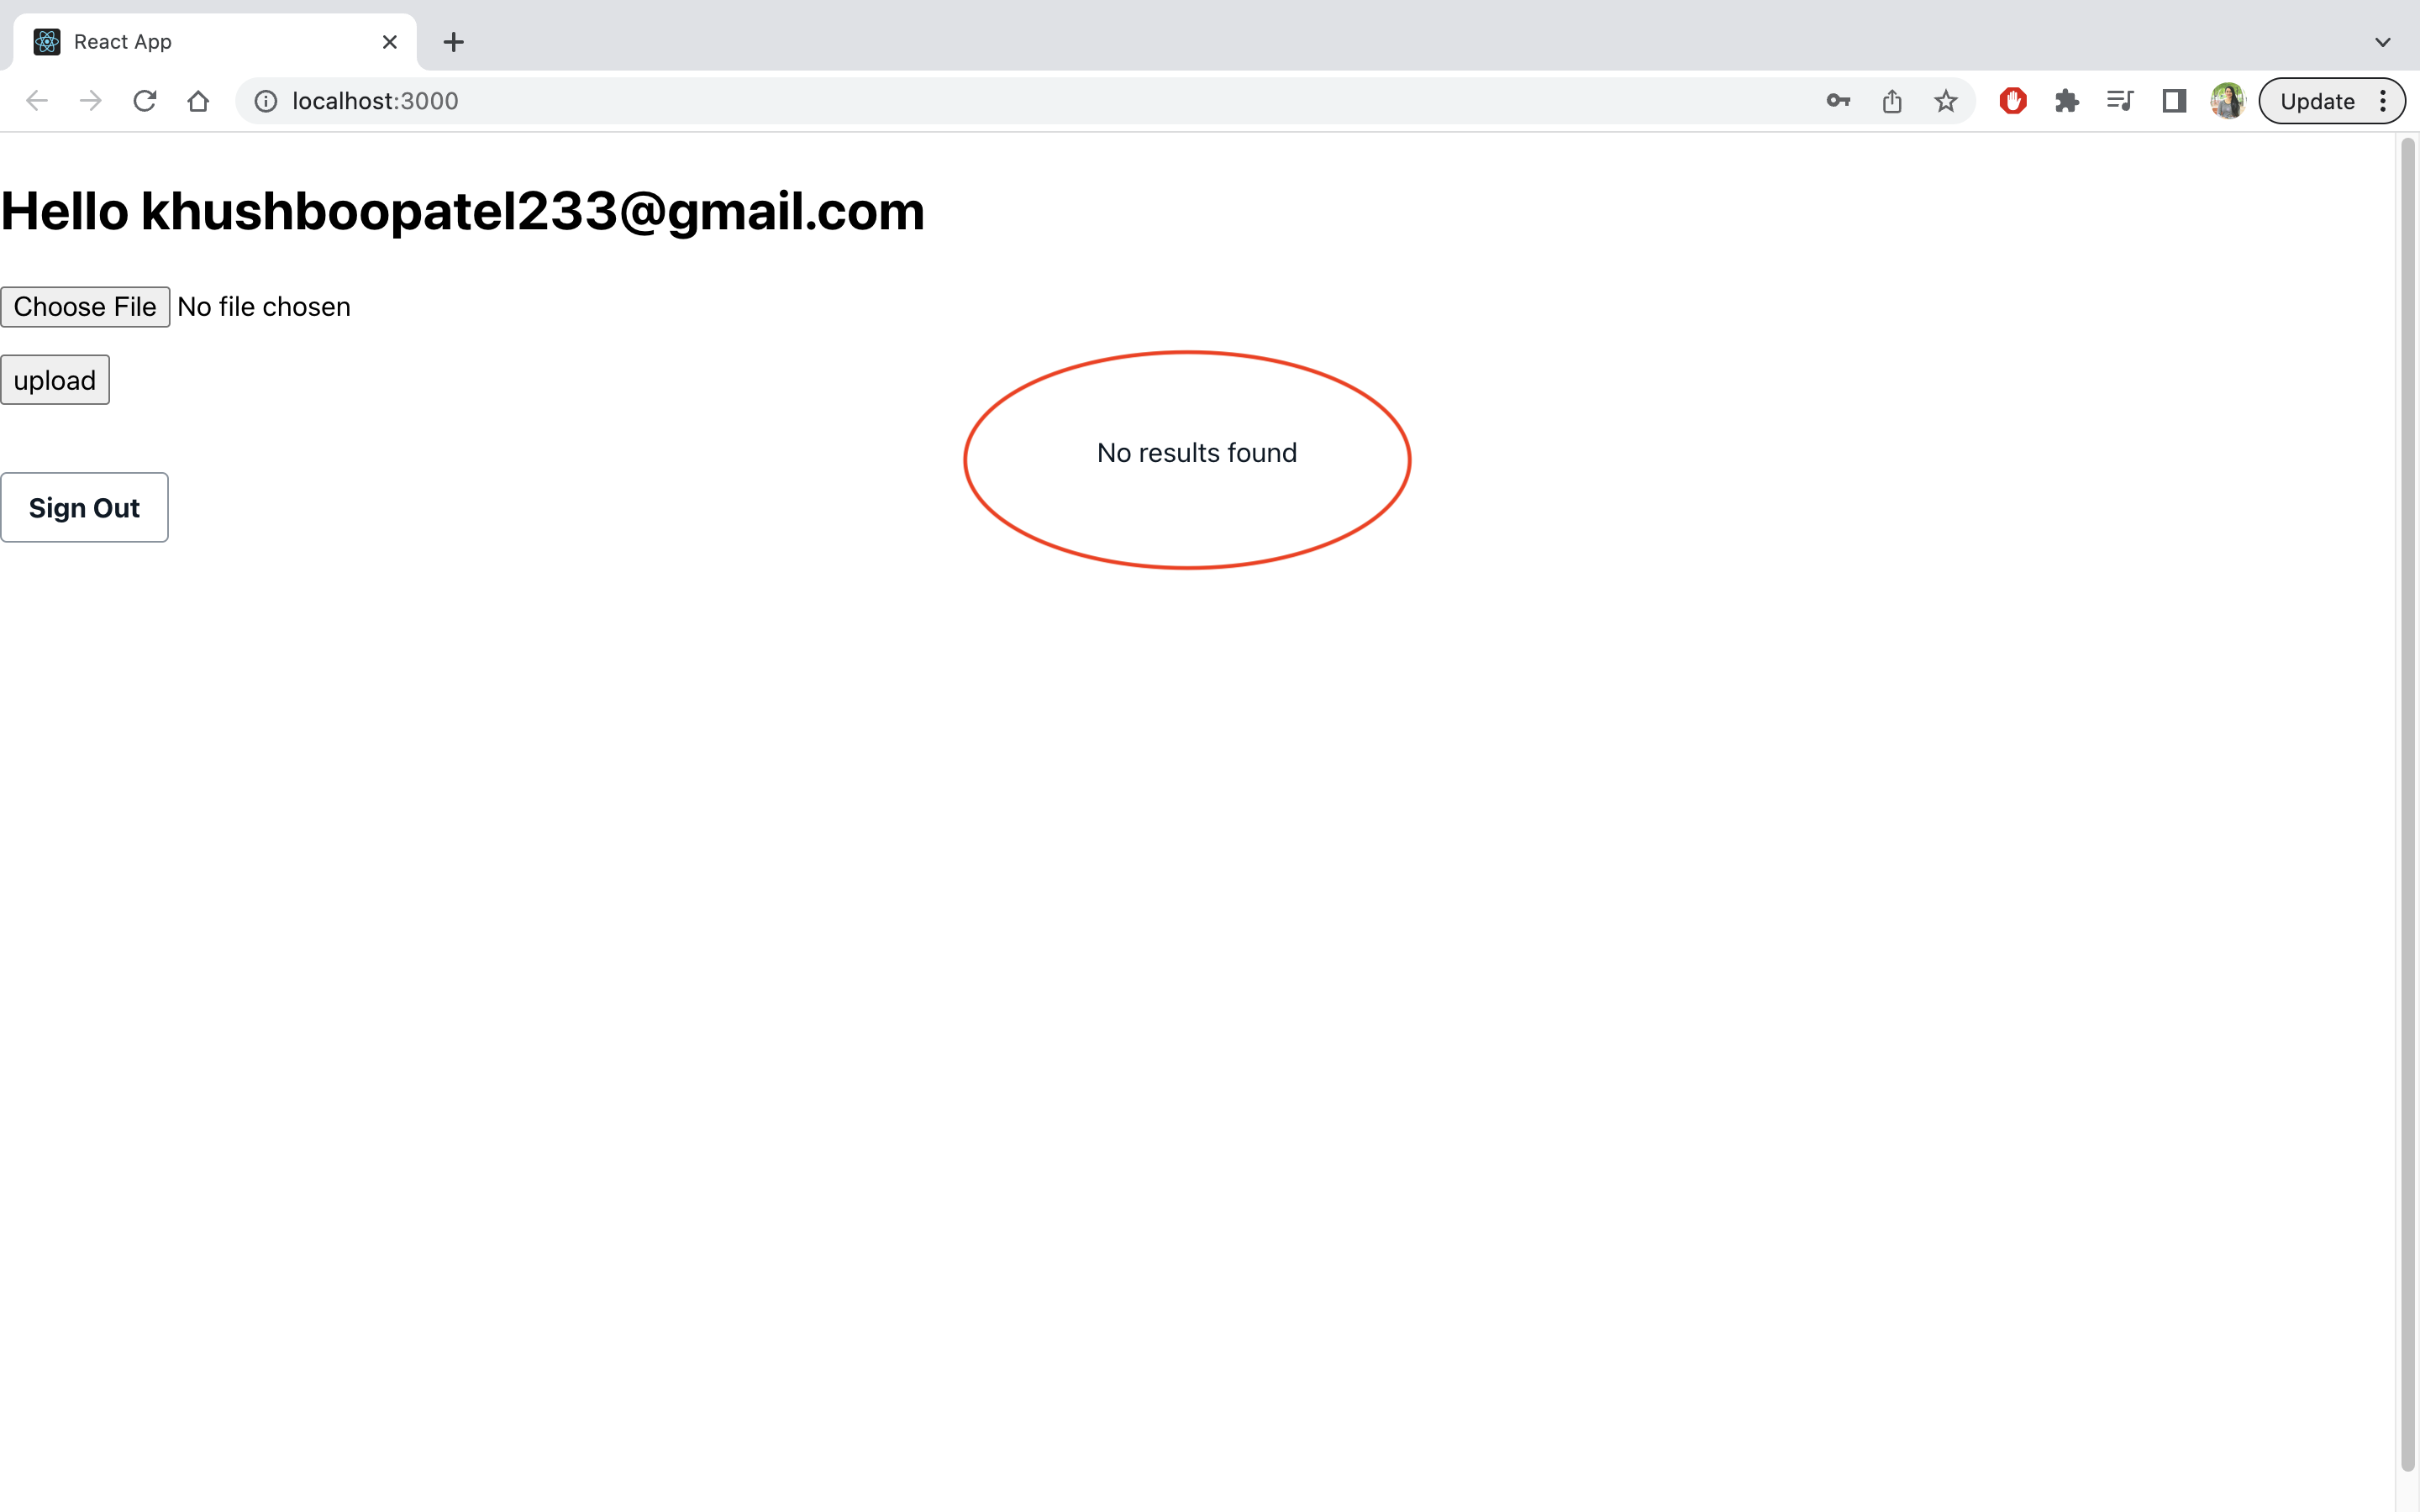 React App
localhost:3000
Update
Hello khushboopatel233@gmail.com
Choose File No file chosen
upload
No results found
Sign Out